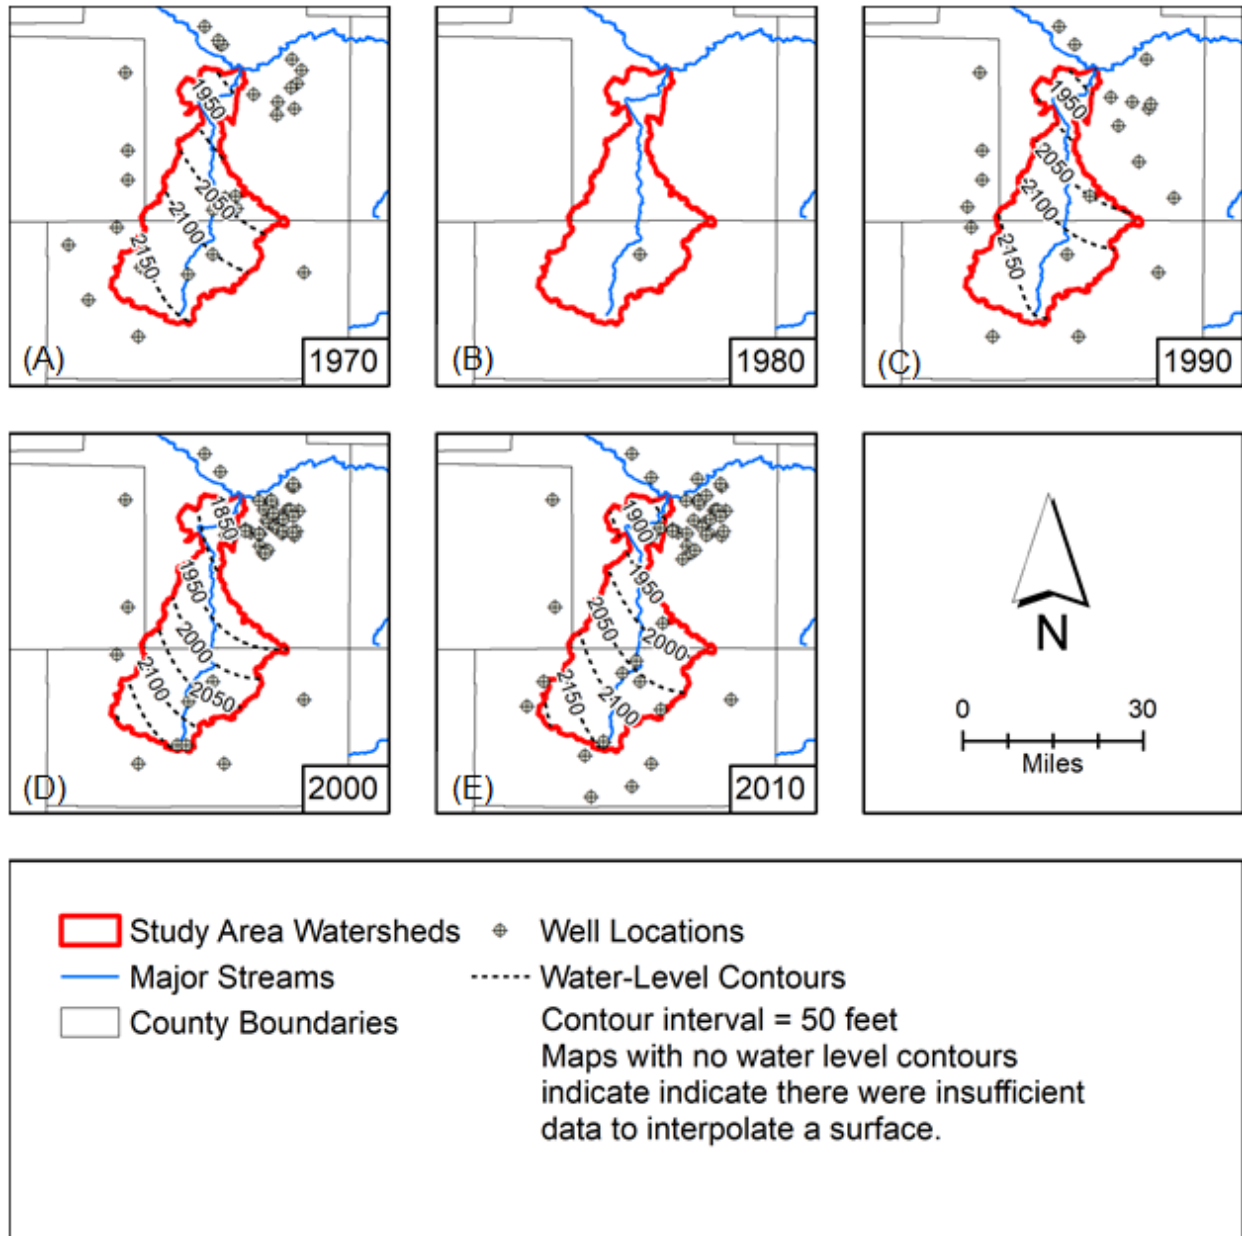 1950
2050
2100
2150
(A)
1970
(B)
1980
1950
2050
2100
2150
(C)
1990
1850
1950
2000
2100
2050
(D)
2000
1900
1950
2050
2000
2150
2100
(E)
2010
N
0 30
Miles
Study Area Watersheds
Major Streams
County Boundaries
Well Locations
Water-Level Contours
Contour interval = 50 feet
Maps with no water level contours
indicate indicate there were insufficient
data to interpolate a surface.